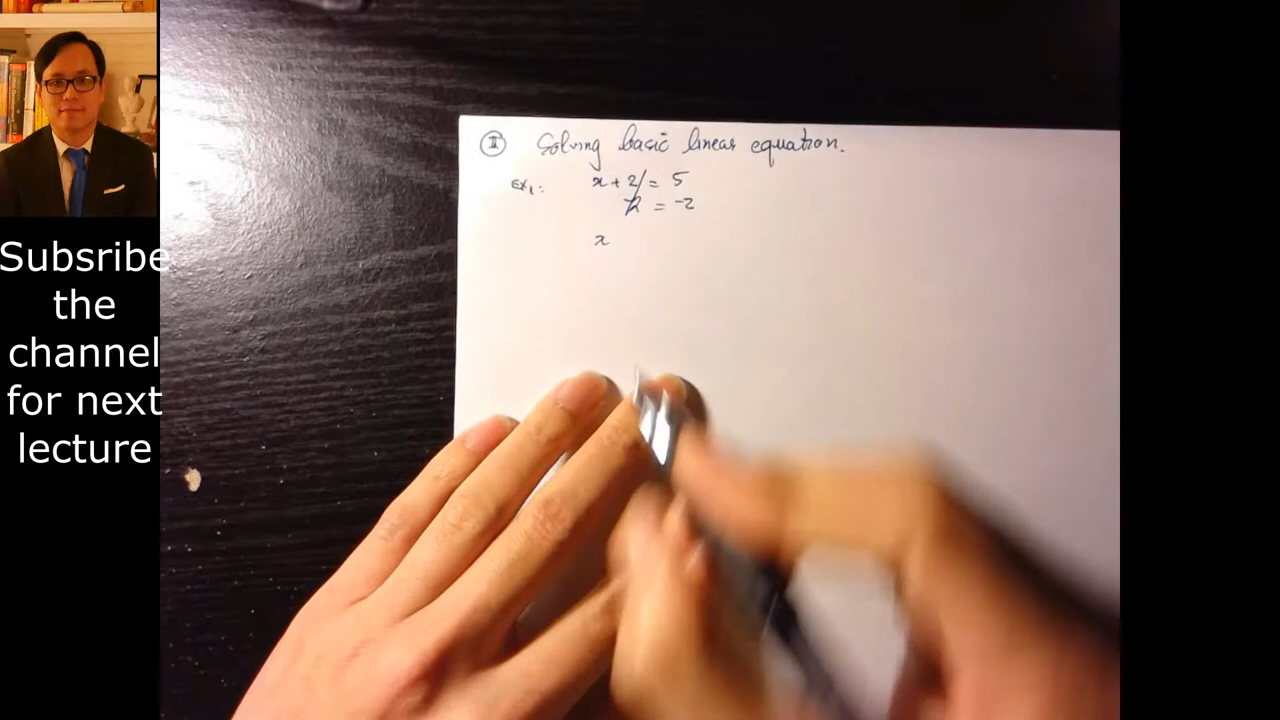 Subsribe
the
channel
for next
lecture
II Solving basic linear equation.
Ex1: x + 2 = 5
-2 = -2
x